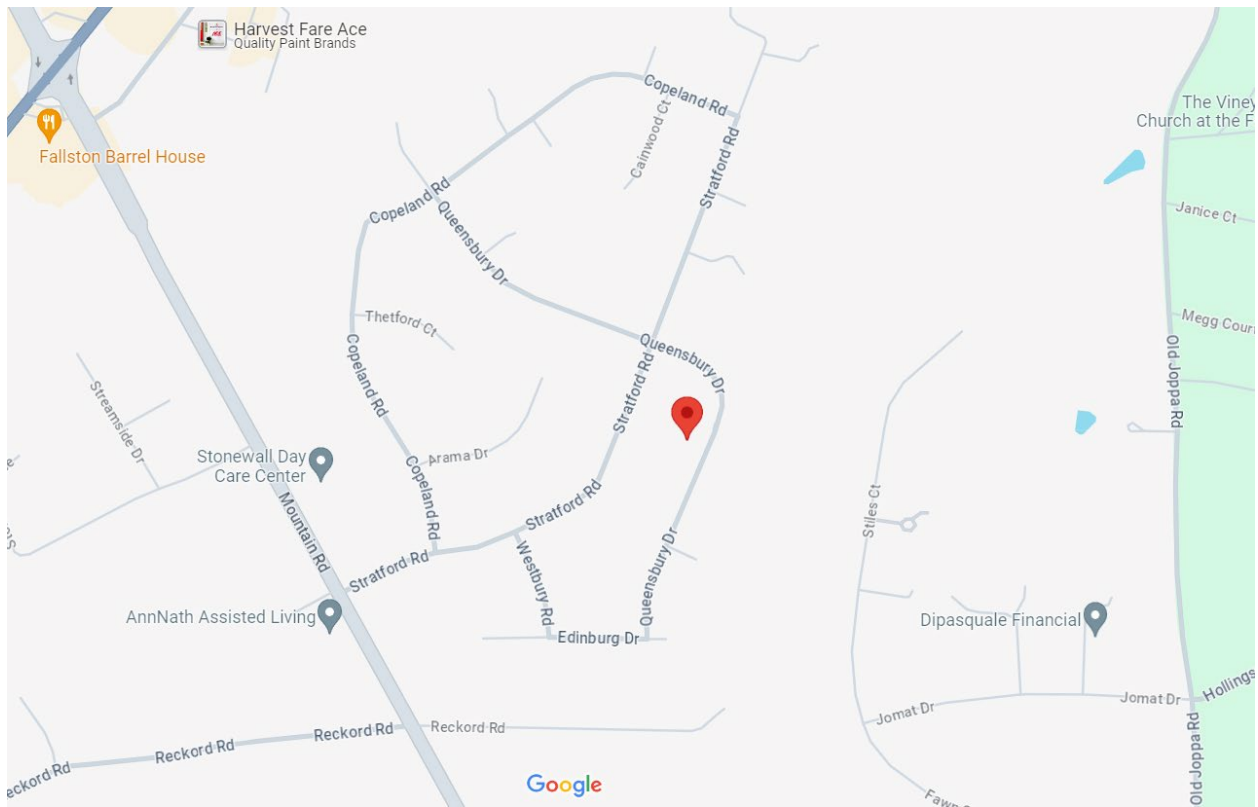 Harvest Fare Ace
Quality Paint Brands
Fallston Barrel House
Copeland Rd
Cainwood Ct
Stratford Rd
The Viney
Church at the F
Janice Ct
Copeland Rd
Queensbury Dr
Thetford Ct
Copeland Rd
Queensbury Dr
Stratford Rd
Megg Court
Old Joppa Rd
Streamside Dr
Stonewall Day
Care Center
Arama Dr
Copeland Rd
Stratford Rd
Mountain Rd
Stiles Ct
Stratford Rd
Westbury Rd
Queensbury Dr
AnnNath Assisted Living
Edinburg Dr
Dipasquale Financial
Hollings
Jomat Dr
Jomat Dr
Reckord Rd
Reckord Rd
Reckord Rd
eckord Rd
Old Joppa Rd
Google
Fawn